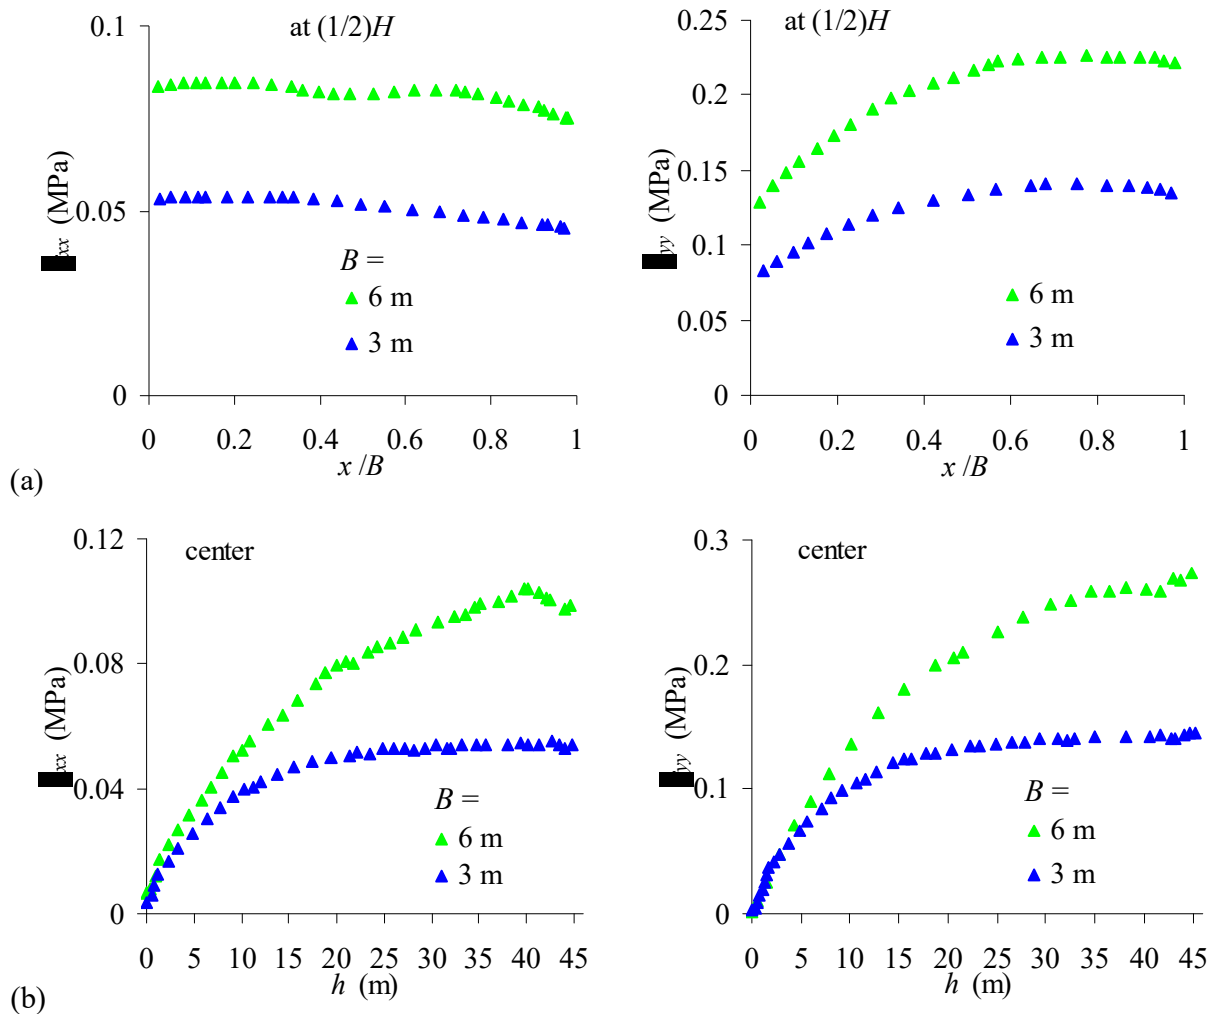 at (1/2)H
0.1
0.05
0
xx (MPa)
B =
6 m
3 m
0 0.2 0.4 0.6 0.8 1
x /B
at (1/2)H
0.25
0.2
0.15
0.1
0.05
0
yy (MPa)
6 m
3 m
0 0.2 0.4 0.6 0.8 1
x /B
(a)
center
0.12
0.08
0.04
0
xx (MPa)
B =
6 m
3 m
0 5 10 15 20 25 30 35 40 45
h (m)
center
0.3
0.2
0.1
0
yy (MPa)
B =
6 m
3 m
0 5 10 15 20 25 30 35 40 45
h (m)
(b)